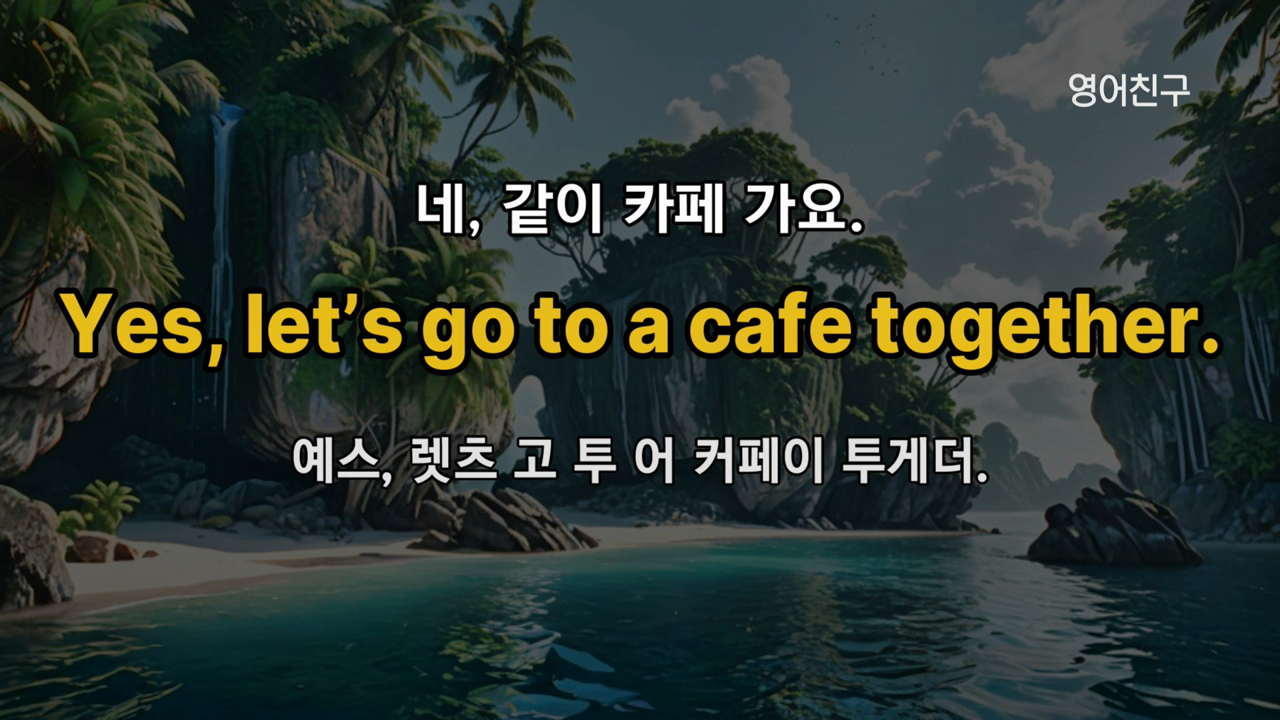 영어친구
네, 같이 카페 가요.
Yes, let’s go to a cafe together.
예스, 렛츠 고 투 어 커페이 투게더.